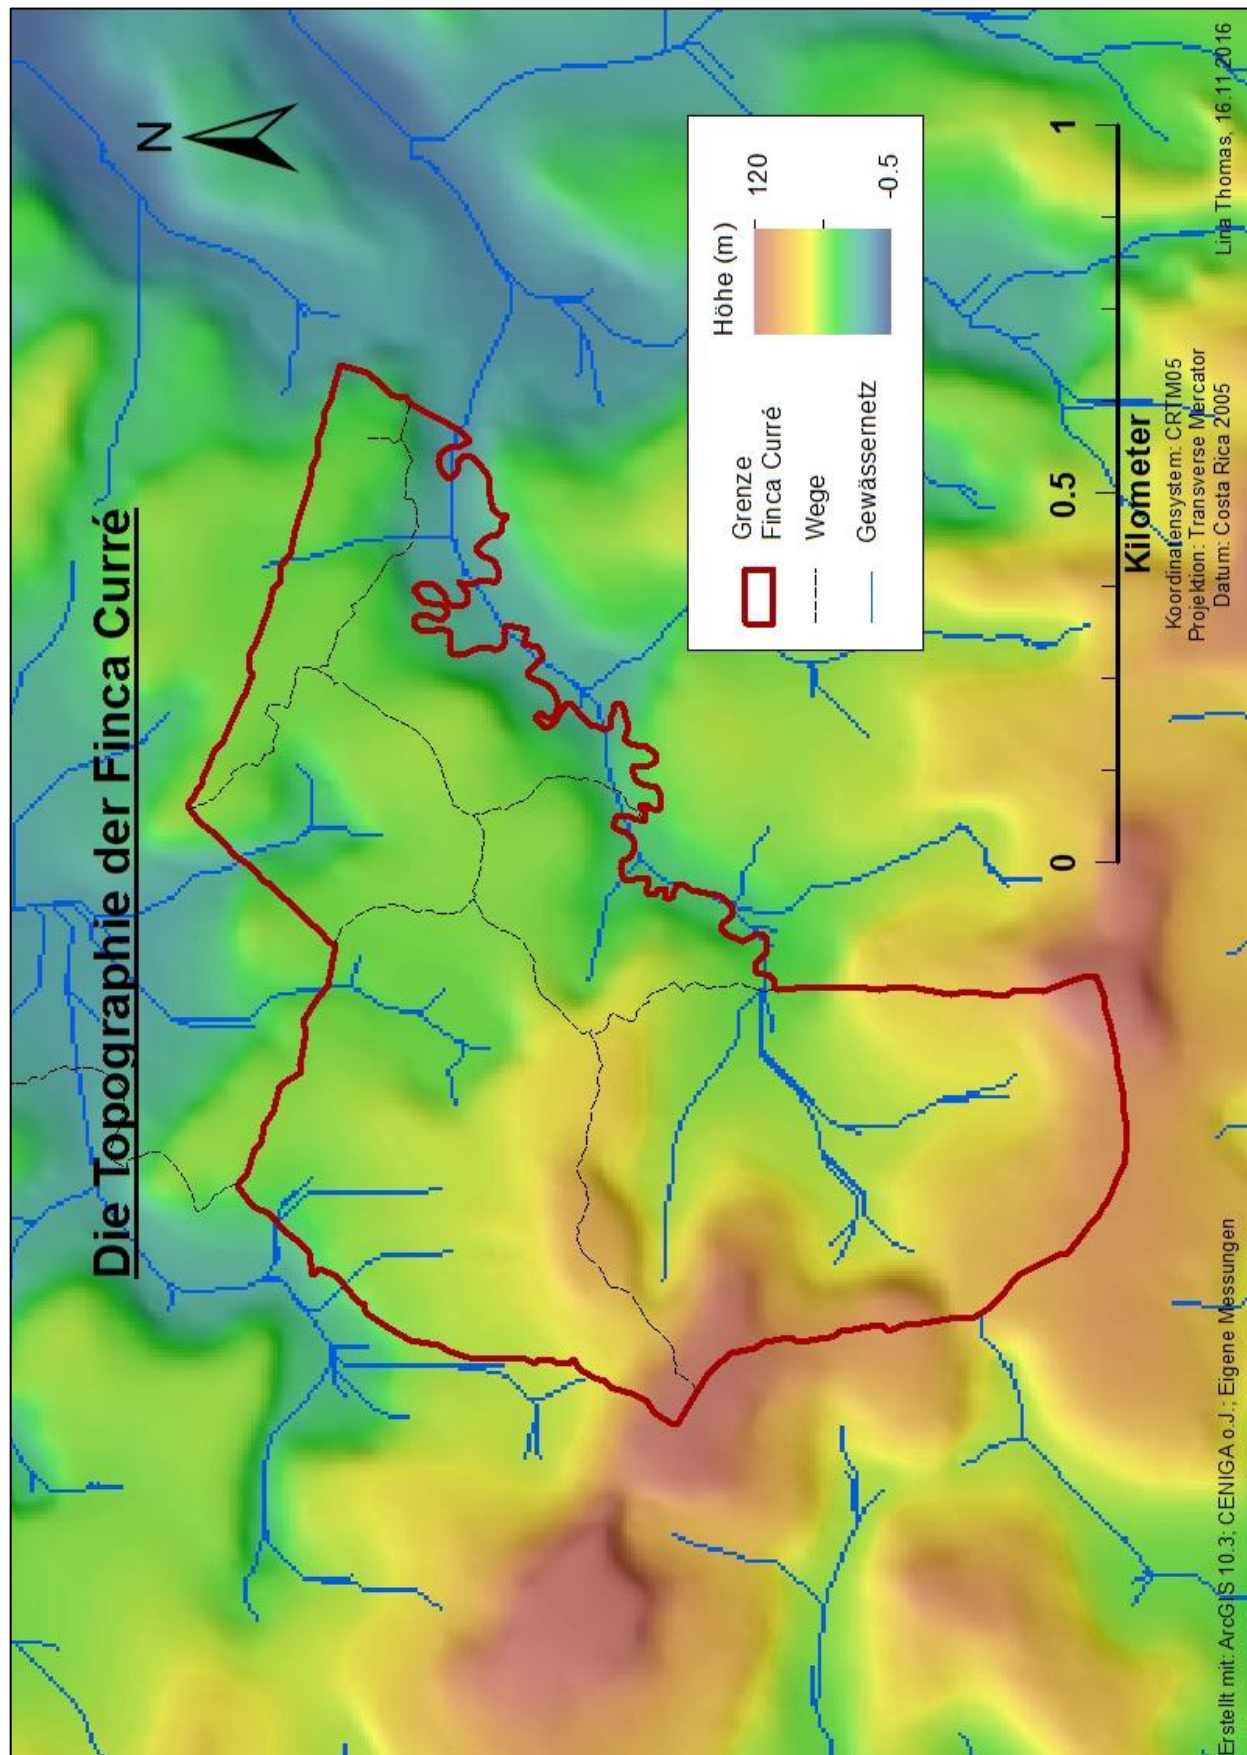 Die Topographie der Finca Curré
N
Höhe (m)
Grenze
Finca Curré
120
Wege
Gewässernetz
-0.5
0 0.5 1
Kilometer
Koordinatensystem: CRTM05
Projektion: Transverse Mercator
Datum: Costa Rica 2005
Erstellt mit: ArcGIS 10.3; CENIGA o.J.; Eigene Messungen
Lina Thomas, 16.11.2016